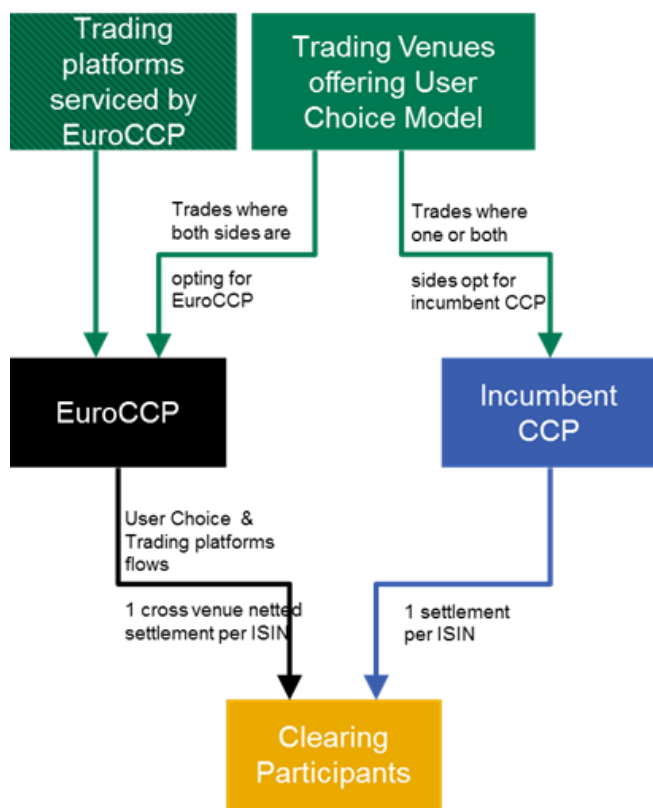 Trading
platforms
serviced by
EuroCCP
Trading Venues
offering User
Choice Model
Trades where
both sides are
opting for
EuroCCP
Trades where
one or both
sides opt for
incumbent CCP
EuroCCP
Incumbent
CCP
User Choice &
Trading platforms
flows
1 cross venue netted
settlement per ISIN
1 settlement
per ISIN
Clearing
Participants